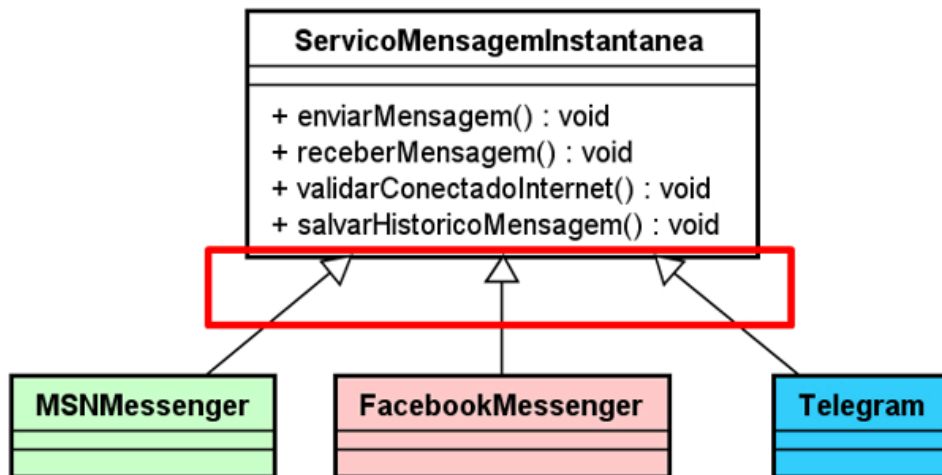 ServicoMensagemInstantanea
+ enviarMensagem() : void
+ receberMensagem() : void
+ validarConectadoInternet() : void
+ salvarHistoricoMensagem() : void
MSNMessenger
FacebookMessenger
Telegram